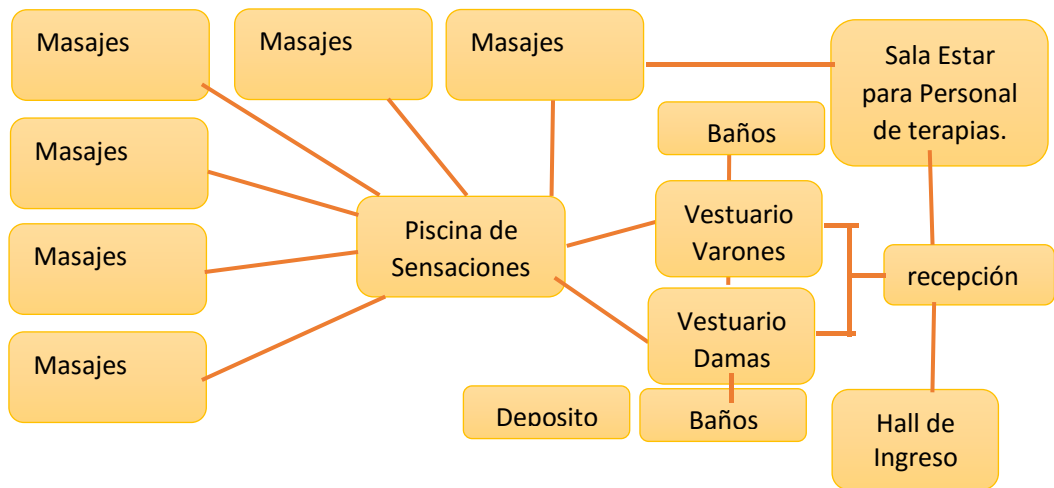 Masajes
Masajes
Masajes
Sala Estar
para Personal
de terapias.
Baños
Masajes
Vestuario
Varones
Piscina de
Sensaciones
Masajes
recepción
Vestuario
Damas
Masajes
Deposito
Baños
Hall de
Ingreso